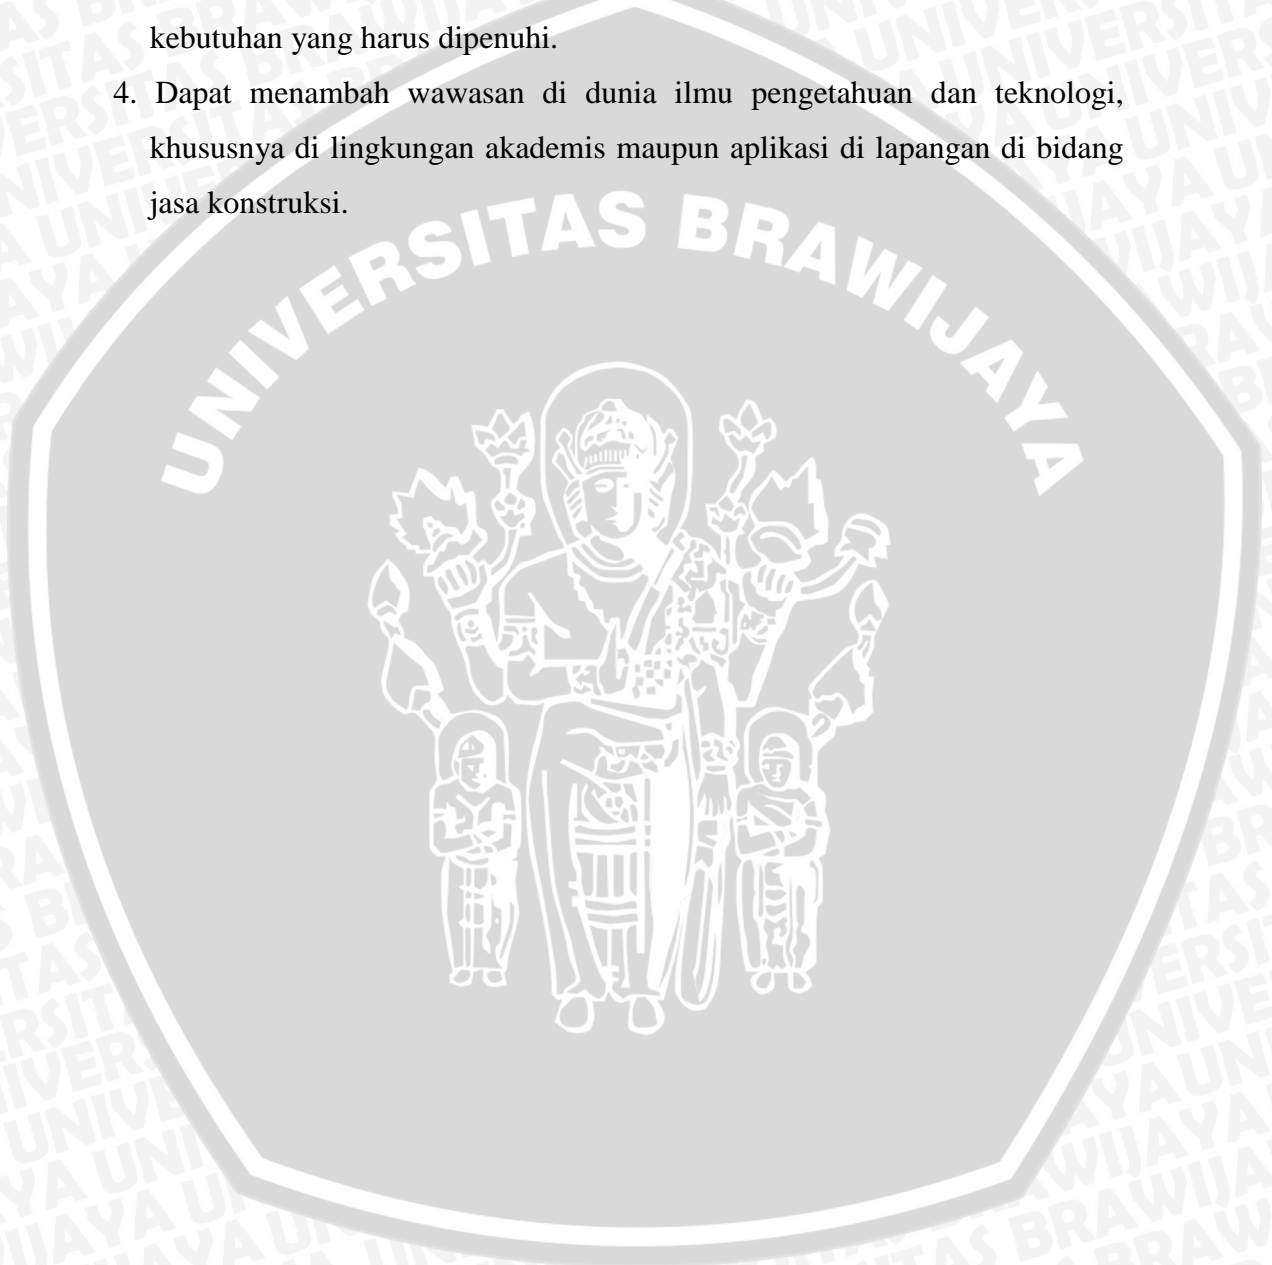 kebutuhan yang harus dipenuhi.
4. Dapat menambah wawasan di dunia ilmu pengetahuan dan teknologi,
khususnya di lingkungan akademis maupun aplikasi di lapangan di bidang
jasa konstruksi.
UNIVERSITAS BRAWIJAYA